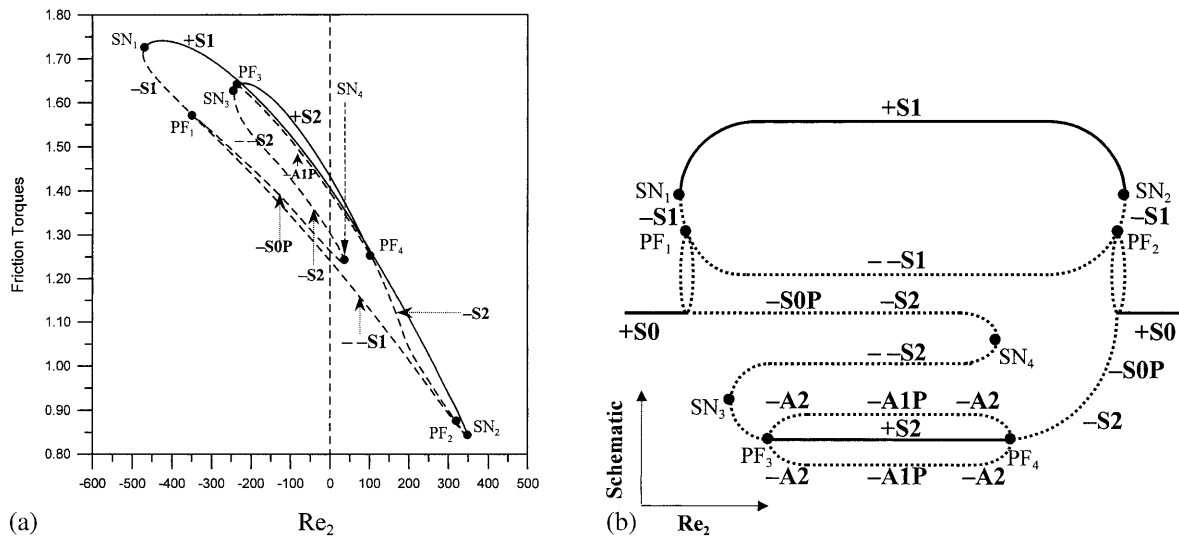 1.80
1.70
1.60
1.50
1.40
1.30
1.20
1.10
1.00
0.90
0.80
Friction Torques
-600 -500 -400 -300 -200 -100 0 100 200 300 400 500
Re₂
(a)
SN₁
+S1
–S1
PF₁
PF₃
SN₃
SN₄
+S2
– –S2
–A1P
–S0P
–S2
PF₄
–S2
– –S1
PF₂ SN₂
+S1
SN₁ SN₂
–S1 –S1
PF₁ PF₂
– –S1
–S0P –S2
+S0 +S0
SN₄
– –S2
–S0P
SN₃
–A2 –A1P –A2
+S2
–S2
PF₃ PF₄
–A2 –A1P –A2
Schematic
Re₂
(b)